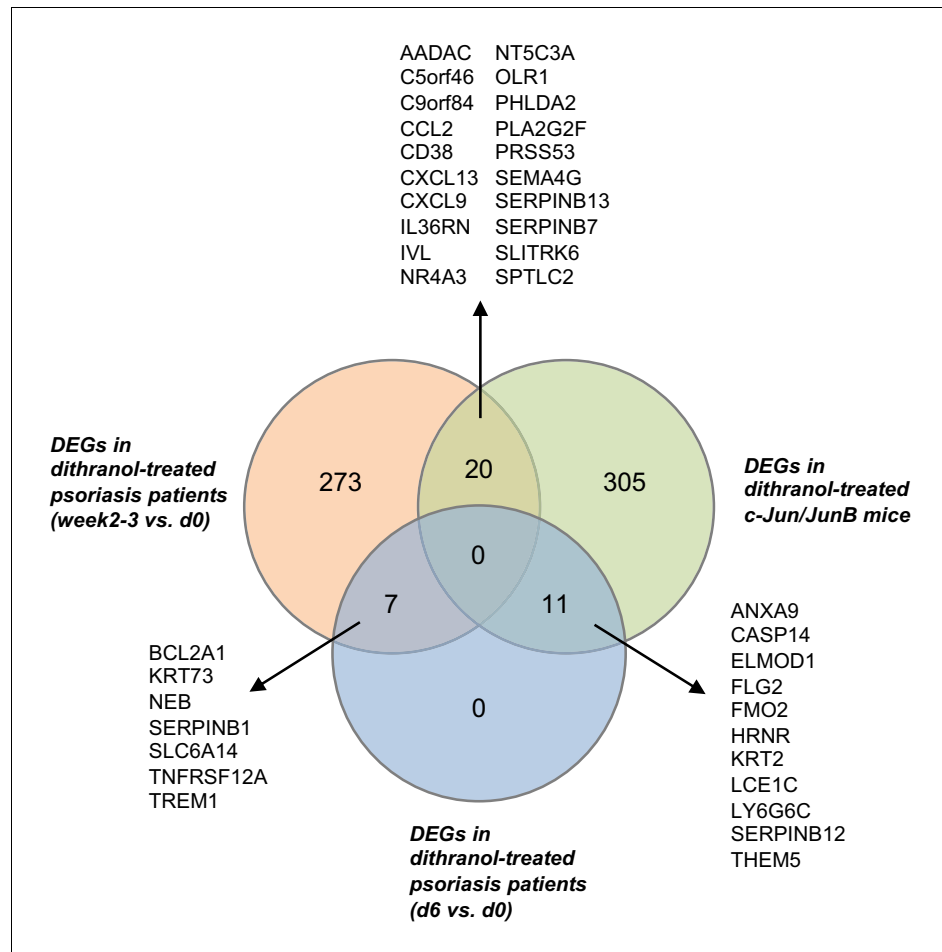 AADAC NT5C3A
C5orf46 OLR1
C9orf84 PHLDA2
CCL2 PLA2G2F
CD38 PRSS53
CXCL13 SEMA4G
CXCL9 SERPINB13
IL36RN SERPINB7
IVL SLITRK6
NR4A3 SPTLC2
DEGs in
dithranol-treated
psoriasis patients
(week2-3 vs. d0)
273
20
305
DEGs in
dithranol-treated
c-Jun/JunB mice
0
7
11
0
BCL2A1
KRT73
NEB
SERPINB1
SLC6A14
TNFRSF12A
TREM1
ANXA9
CASP14
ELMOD1
FLG2
FMO2
HRNR
KRT2
LCE1C
LY6G6C
SERPINB12
THEM5
DEGs in
dithranol-treated
psoriasis patients
(d6 vs. d0)